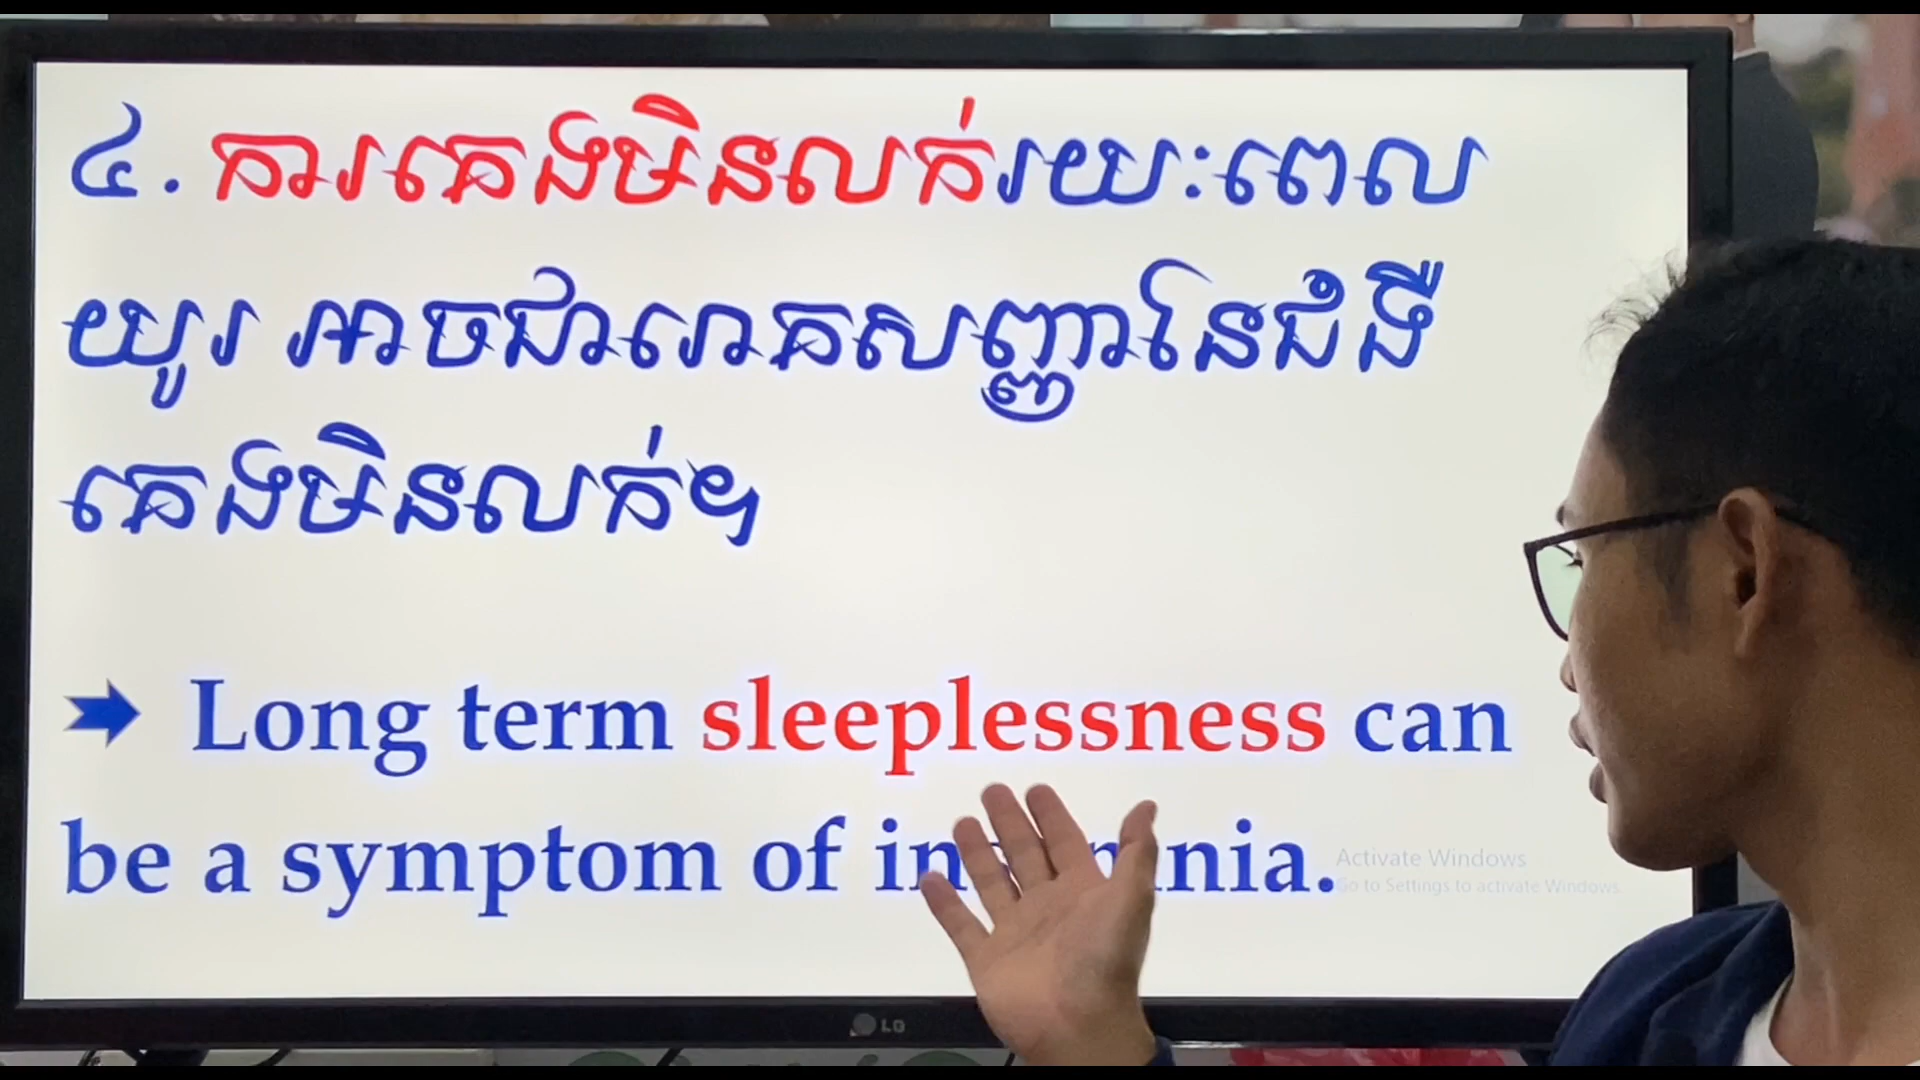 ៤. ការគេងមិនលក់រយៈពេល
យូរ អាចជារោគសញ្ញានៃជំងឺ
គេងមិនលក់។
Long term sleeplessness can
be a symptom of
Activate Windows
Go to Settings to activate Windows.
LG